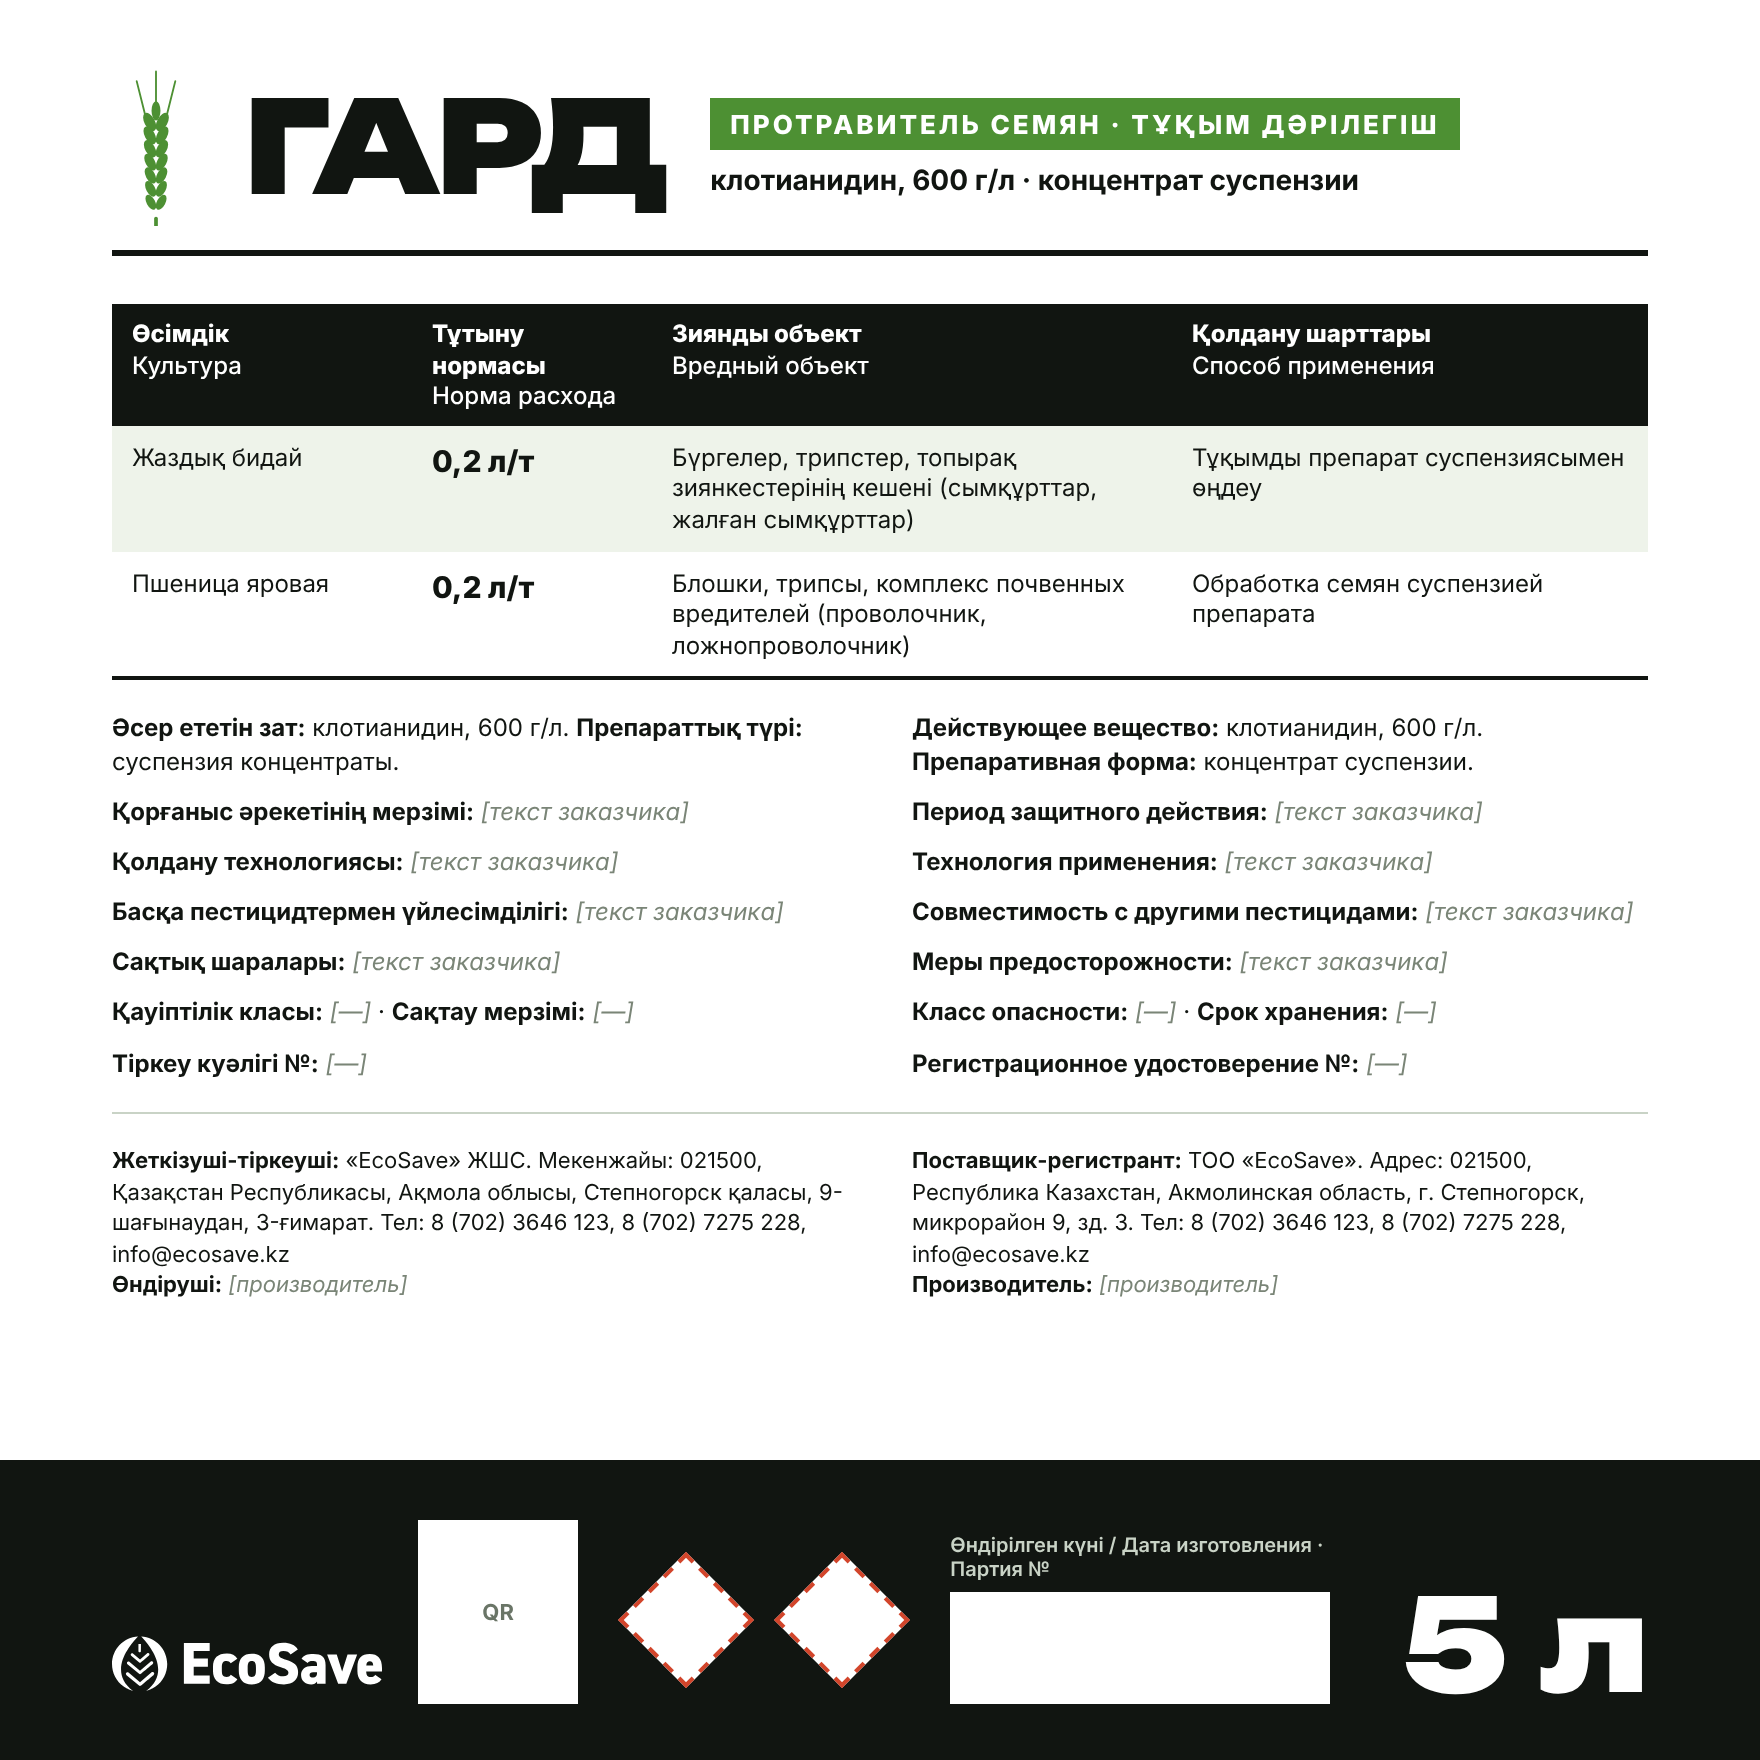 ГАРД
ПРОТРАВИТЕЛЬ СЕМЯН · ТҰҚЫМ ДӘРІЛЕГІШ
клотианидин, 600 г/л · концентрат суспензии
Өсімдік
Культура
Тұтыну
нормасы
Норма расхода
Зиянды объект
Вредный объект
Қолдану шарттары
Способ применения
Жаздық бидай
0,2 л/т
Бүргелер, трипстер, топырақ
зиянкестерінің кешені (сымқұрттар,
жалған сымқұрттар)
Тұқымды препарат суспензиясымен
өңдеу
Пшеница яровая
0,2 л/т
Блошки, трипсы, комплекс почвенных
вредителей (проволочник,
ложнопроволочник)
Обработка семян суспензией
препарата
Әсер ететін зат: клотианидин, 600 г/л. Препараттық түрі:
суспензия концентраты.
Қорғаныс әрекетінің мерзімі: [текст заказчика]
Қолдану технологиясы: [текст заказчика]
Басқа пестицидтермен үйлесімділігі: [текст заказчика]
Сақтық шаралары: [текст заказчика]
Қауіптілік класы: [—] · Сақтау мерзімі: [—]
Тіркеу куәлігі №: [—]
Действующее вещество: клотианидин, 600 г/л.
Препаративная форма: концентрат суспензии.
Период защитного действия: [текст заказчика]
Технология применения: [текст заказчика]
Совместимость с другими пестицидами: [текст заказчика]
Меры предосторожности: [текст заказчика]
Класс опасности: [—] · Срок хранения: [—]
Регистрационное удостоверение №: [—]
Жеткізуші-тіркеуші: «EcoSave» ЖШС. Мекенжайы: 021500,
Қазақстан Республикасы, Ақмола облысы, Степногорск қаласы, 9-
шағынаудан, 3-ғимарат. Тел: 8 (702) 3646 123, 8 (702) 7275 228,
info@ecosave.kz
Өндіруші: [производитель]
Поставщик-регистрант: ТОО «EcoSave». Адрес: 021500,
Республика Казахстан, Акмолинская область, г. Степногорск,
микрорайон 9, зд. 3. Тел: 8 (702) 3646 123, 8 (702) 7275 228,
info@ecosave.kz
Производитель: [производитель]
EcoSave
QR
Өндірілген күні / Дата изготовления ·
Партия №
5 л